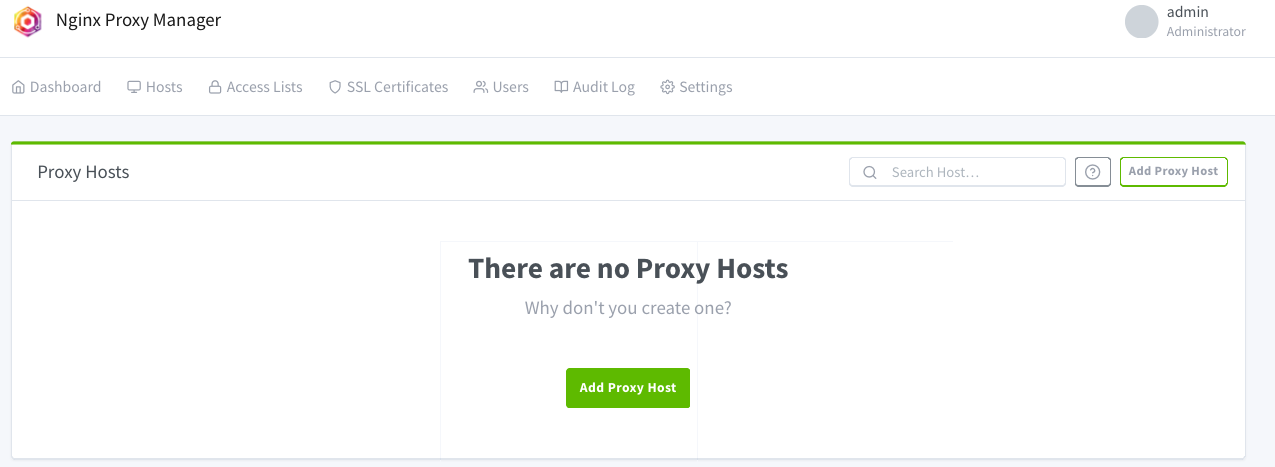 Nginx Proxy Manager
admin
Administrator
Dashboard Hosts Access Lists SSL Certificates Users Audit Log Settings
Proxy Hosts Search Host... Add Proxy Host
There are no Proxy Hosts
Why don't you create one?
Add Proxy Host